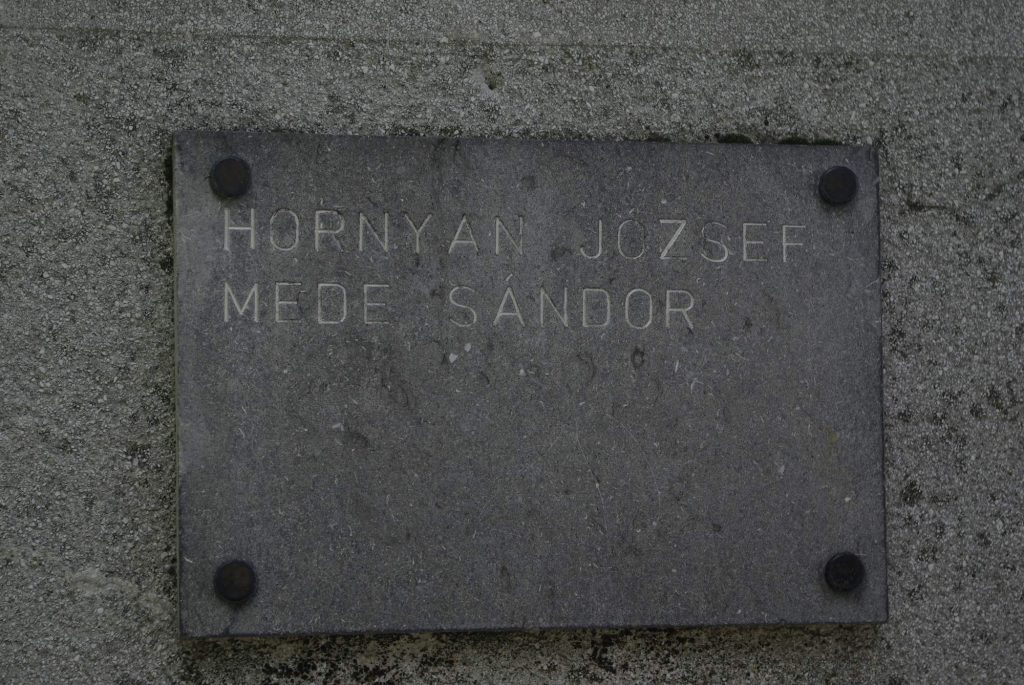 HORNYAN JÓZSEF
MEDE SÁNDOR